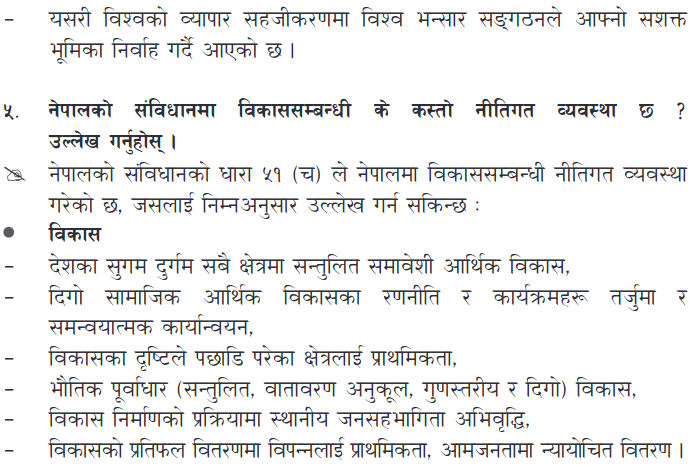 – यसरी विश्वको व्यापार सहजीकरणमा विश्व भन्सार सङ्गठनले आफ्नो सशक्त
भूमिका निर्वाह गर्दै आएको छ ।
५. नेपालको संविधानमा विकाससम्बन्धी के कस्तो नीतिगत व्यवस्था छ ?
उल्लेख गर्नुहोस् ।
✍ नेपालको संविधानको धारा ५१ (च) ले नेपालमा विकाससम्बन्धी नीतिगत व्यवस्था
गरेको छ, जसलाई निम्नअनुसार उल्लेख गर्न सकिन्छ :
● विकास
– देशका सुगम दुर्गम सबै क्षेत्रमा सन्तुलित समावेशी आर्थिक विकास,
– दिगो सामाजिक आर्थिक विकासका रणनीति र कार्यक्रमहरू तर्जुमा र
समन्वयात्मक कार्यान्वयन,
– विकासका दृष्टिले पछाडि परेका क्षेत्रलाई प्राथमिकता,
– भौतिक पूर्वाधार (सन्तुलित, वातावरण अनुकूल, गुणस्तरीय र दिगो) विकास,
– विकास निर्माणको प्रक्रियामा स्थानीय जनसहभागिता अभिवृद्धि,
– विकासको प्रतिफल वितरणमा विपन्नलाई प्राथमिकता, आमजनतामा न्यायोचित वितरण ।